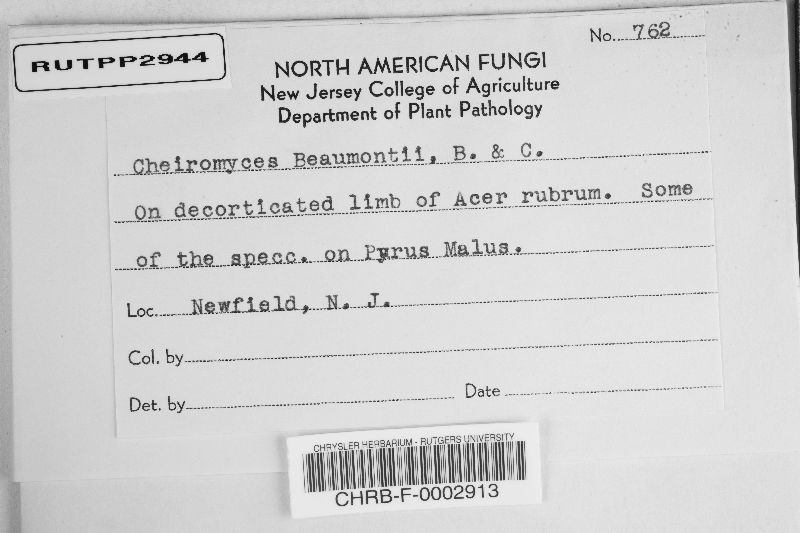 RUTPP2944
No. 762
NORTH AMERICAN FUNGI
New Jersey College of Agriculture
Department of Plant Pathology
Cheiromyces Beaumontii, B. & C.
On decorticated limb of Acer rubrum. Some
of the specc. on Pyrus Malus.
Loc. Newfield, N. J.
Col. by
Det. by Date
CHRYSLER HERBARIUM - RUTGERS UNIVERSITY
CHRB-F-0002913